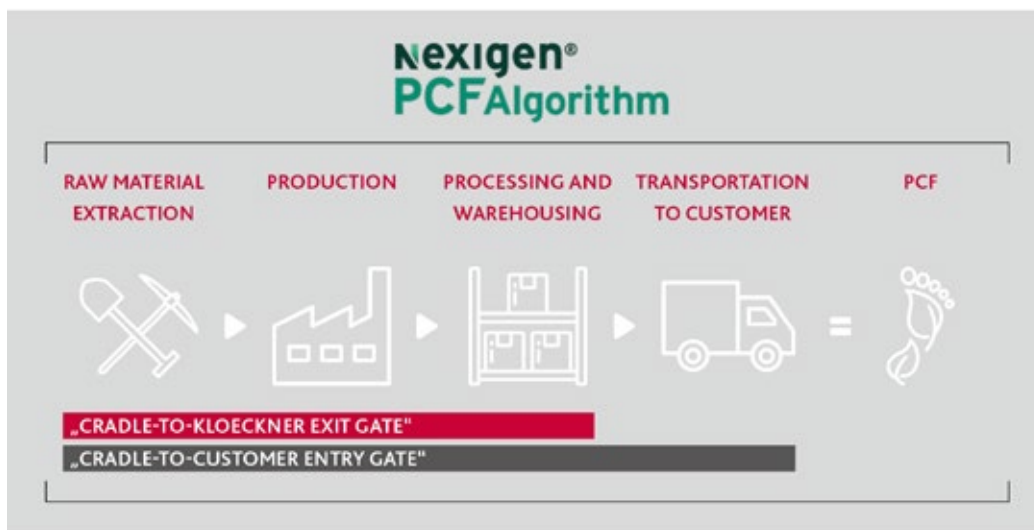 Nexigen®
PCFAlgorithm
RAW MATERIAL
EXTRACTION
PRODUCTION
PROCESSING AND
WAREHOUSING
TRANSPORTATION
TO CUSTOMER
PCF
=
„CRADLE-TO-KLOECKNER EXIT GATE"
„CRADLE-TO-CUSTOMER ENTRY GATE"